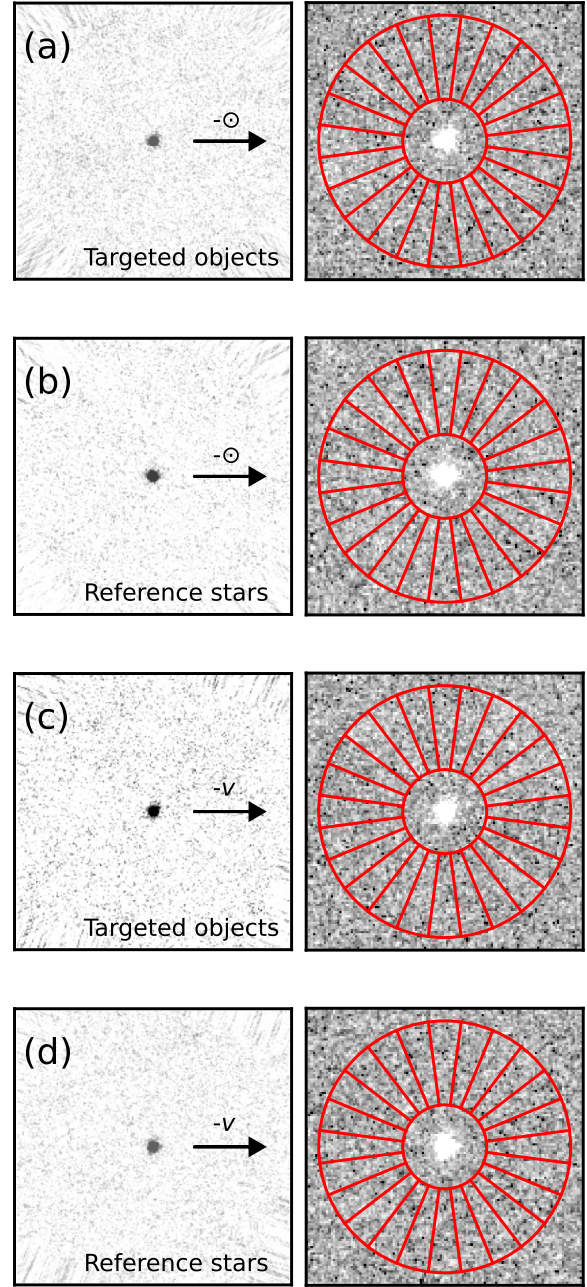 (a)
-⊙
Targeted objects
(b)
-⊙
Reference stars
(c)
-v
Targeted objects
(d)
-v
Reference stars